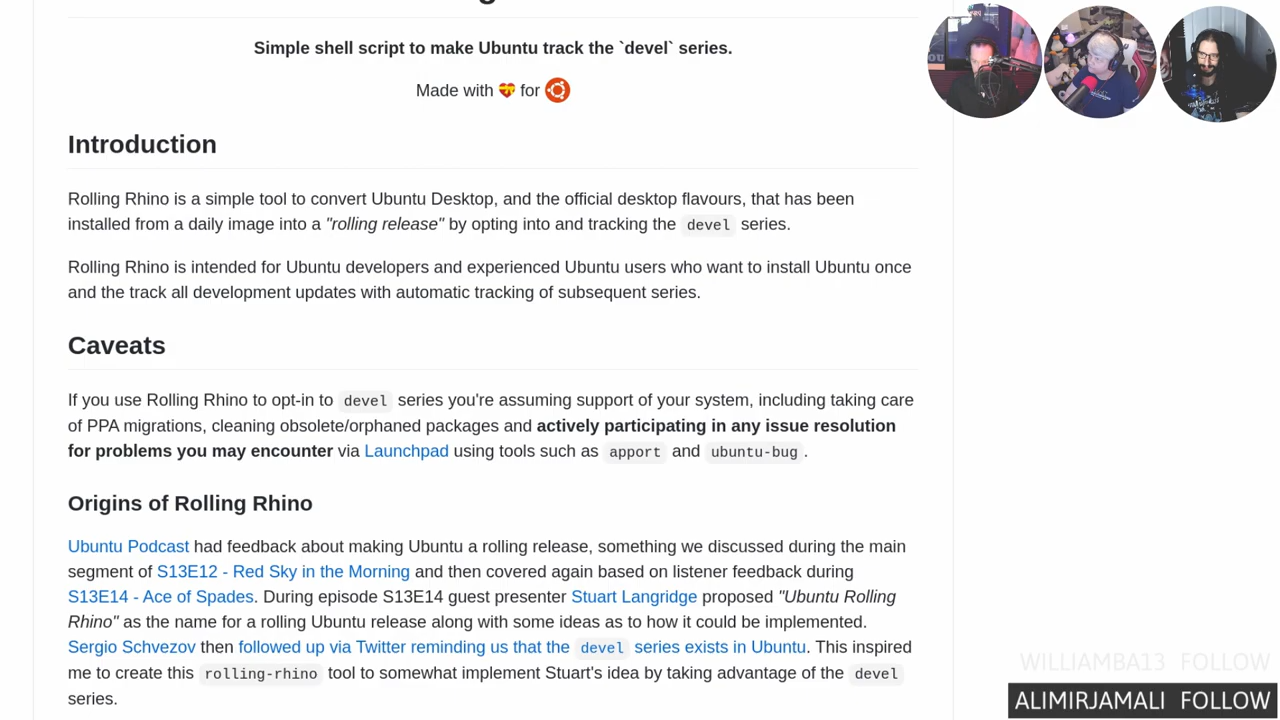 Simple shell script to make Ubuntu track the `devel` series.
Made with 💝 for
Introduction
Rolling Rhino is a simple tool to convert Ubuntu Desktop, and the official desktop flavours, that has been
installed from a daily image into a "rolling release" by opting into and tracking the devel series.
Rolling Rhino is intended for Ubuntu developers and experienced Ubuntu users who want to install Ubuntu once
and the track all development updates with automatic tracking of subsequent series.
Caveats
If you use Rolling Rhino to opt-in to devel series you're assuming support of your system, including taking care
of PPA migrations, cleaning obsolete/orphaned packages and actively participating in any issue resolution
for problems you may encounter via Launchpad using tools such as apport and ubuntu-bug.
Origins of Rolling Rhino
Ubuntu Podcast had feedback about making Ubuntu a rolling release, something we discussed during the main
segment of S13E12 - Red Sky in the Morning and then covered again based on listener feedback during
S13E14 - Ace of Spades. During episode S13E14 guest presenter Stuart Langridge proposed "Ubuntu Rolling
Rhino" as the name for a rolling Ubuntu release along with some ideas as to how it could be implemented.
Sergio Schvezov then followed up via Twitter reminding us that the devel series exists in Ubuntu. This inspired
me to create this rolling-rhino tool to somewhat implement Stuart's idea by taking advantage of the devel
series.
WILLIAMBA13 FOLLOW
ALIMIRJAMALI FOLLOW